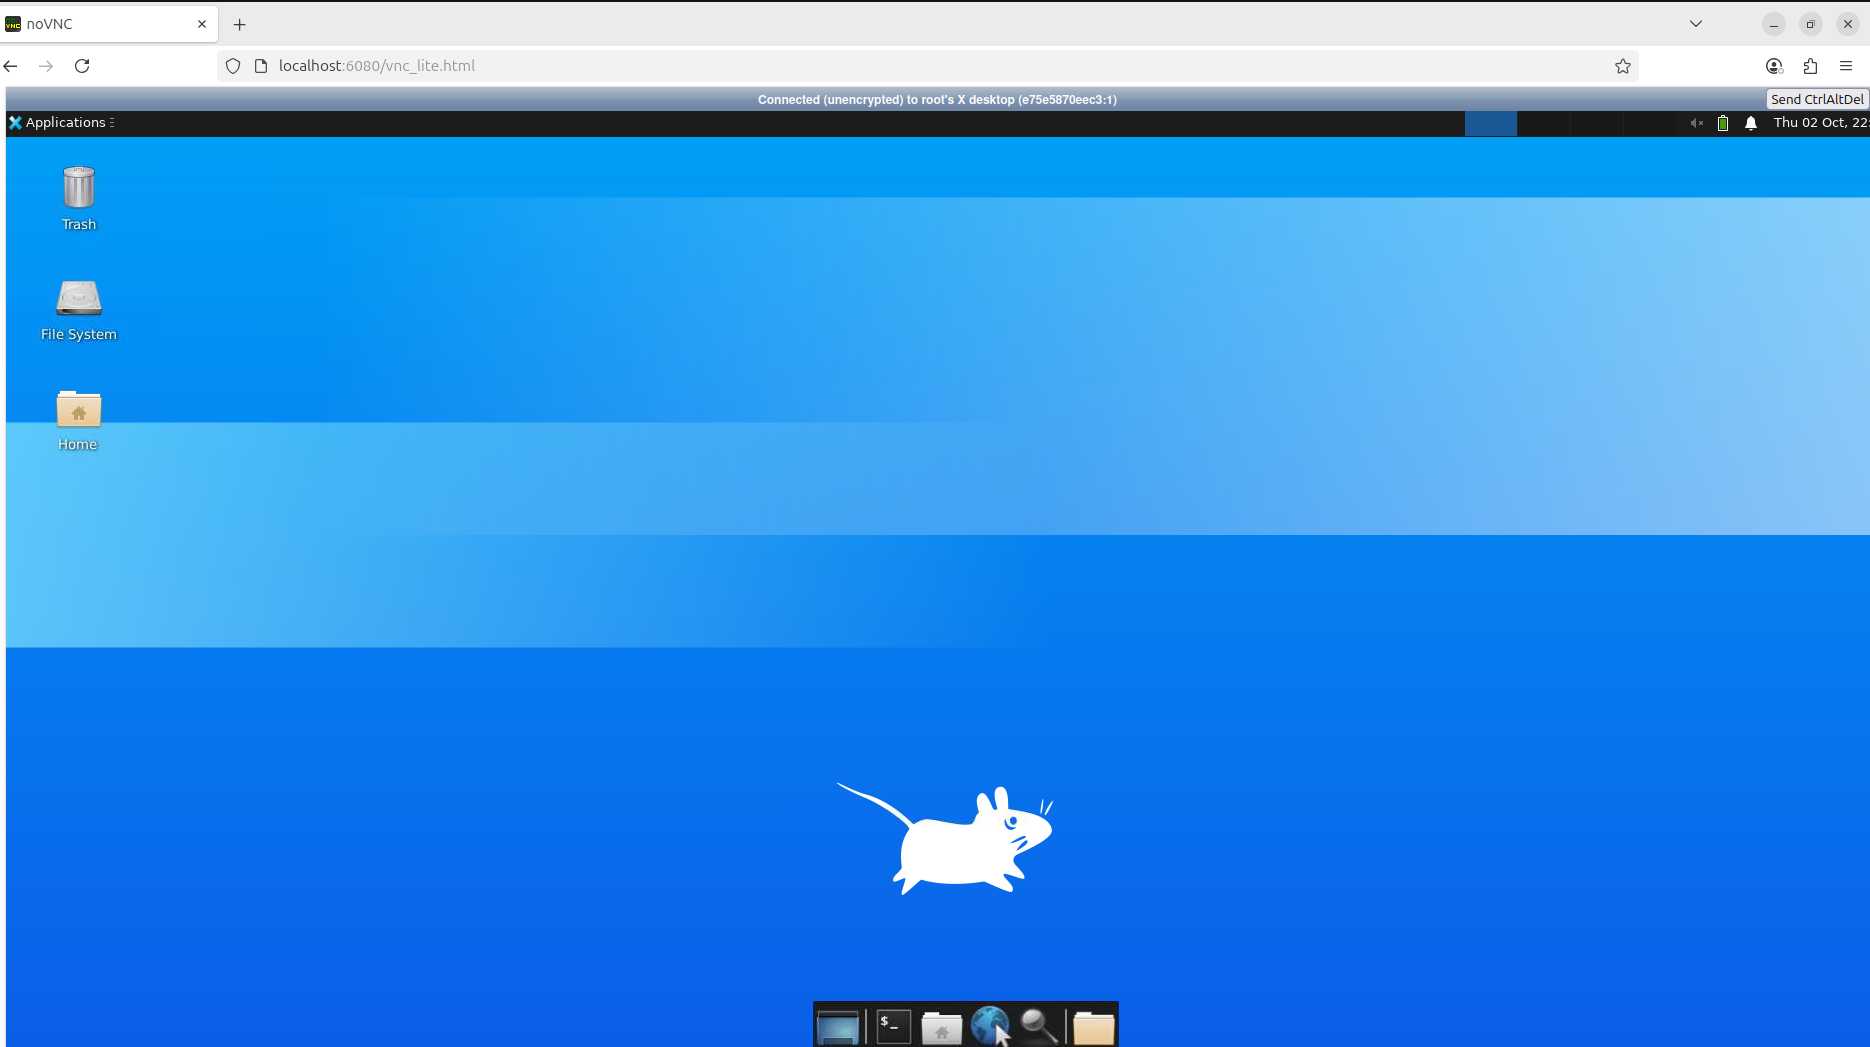 noVNC
localhost:6080/vnc_lite.html
Connected (unencrypted) to root's X desktop (e75e5870eec3:1)
Send CtrlAltDel
Applications
Thu 02 Oct, 22:
Trash
File System
Home
$_